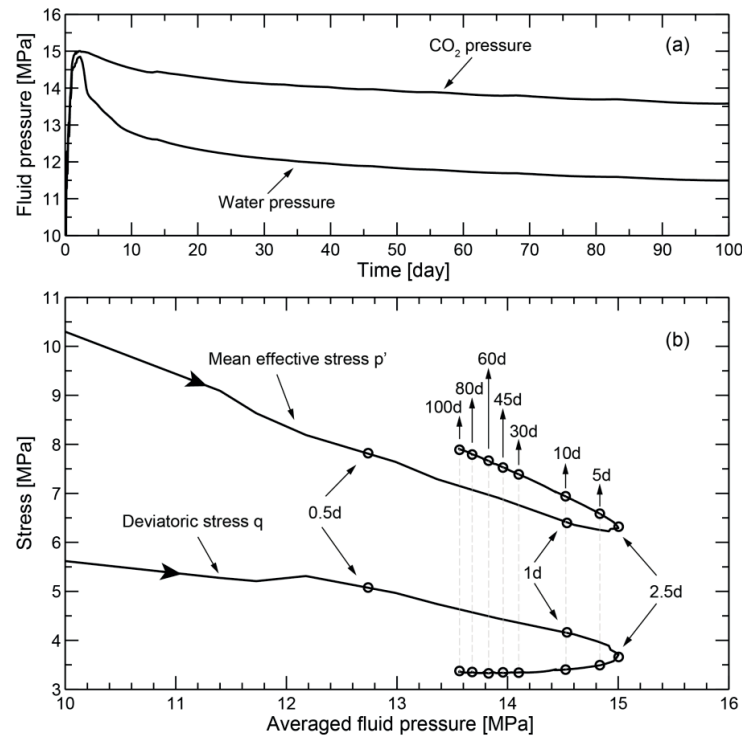 (a)
CO₂ pressure
Water pressure
Fluid pressure [MPa]
16
15
14
13
12
11
10
0 10 20 30 40 50 60 70 80 90 100
Time [day]
(b)
Mean effective stress p’
Deviatoric stress q
0.5d
100d
80d
60d
45d
30d
10d
5d
1d
2.5d
Stress [MPa]
11
10
9
8
7
6
5
4
3
10 11 12 13 14 15 16
Averaged fluid pressure [MPa]